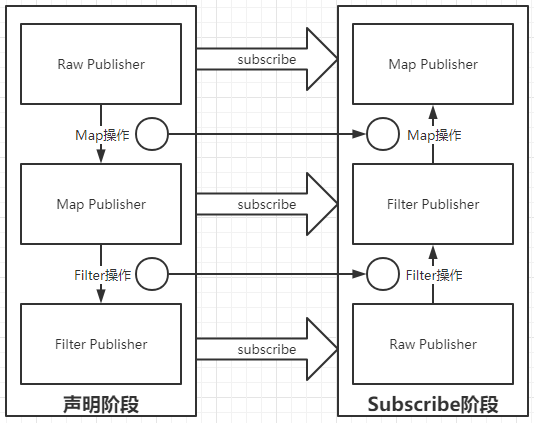 Raw Publisher
subscribe
Map Publisher
Map操作
Map操作
Map Publisher
subscribe
Filter Publisher
Filter操作
Filter操作
Filter Publisher
subscribe
Raw Publisher
声明阶段
Subscribe阶段